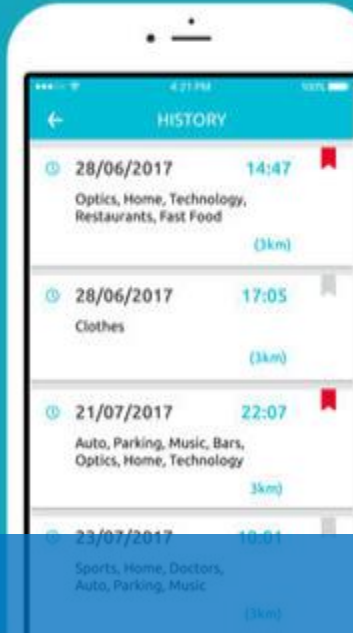 4:21 PM 100%
HISTORY
28/06/2017 14:47
Optics, Home, Technology,
Restaurants, Fast Food
(3km)
28/06/2017 17:05
Clothes
(3km)
21/07/2017 22:07
Auto, Parking, Music, Bars,
Optics, Home, Technology
3km)
23/07/2017 10:01
Sports, Home, Doctors,
Auto, Parking, Music
(3km)